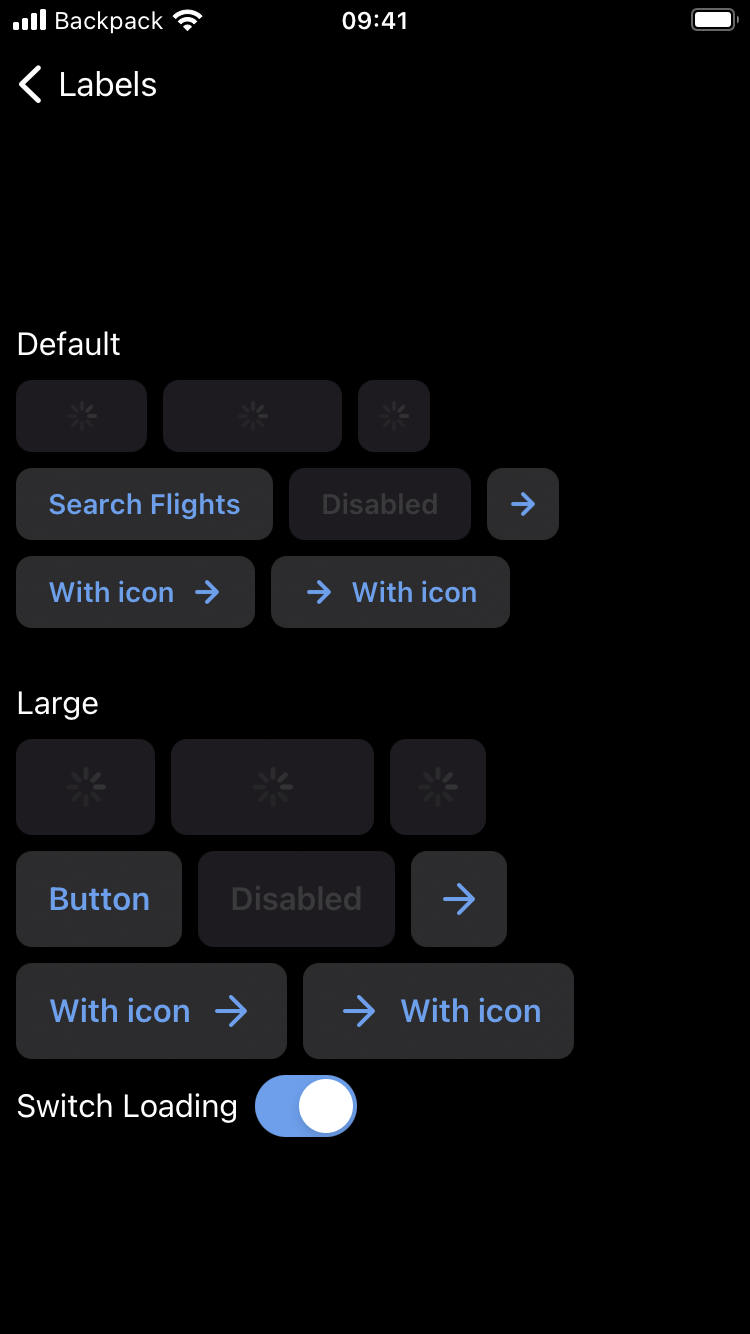 Backpack 09:41
Labels
Default
Search Flights Disabled
With icon With icon
Large
Button Disabled
With icon With icon
Switch Loading